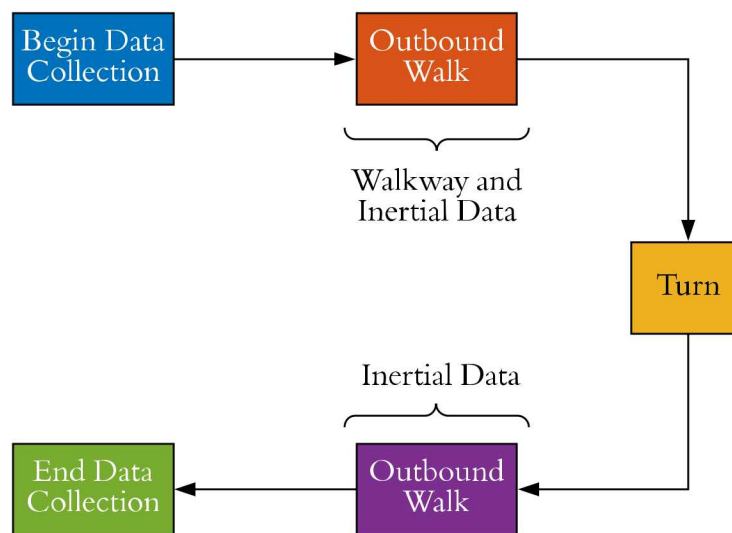 Begin Data
Collection
Outbound
Walk
Walkway and
Inertial Data
Turn
Inertial Data
End Data
Collection
Outbound
Walk